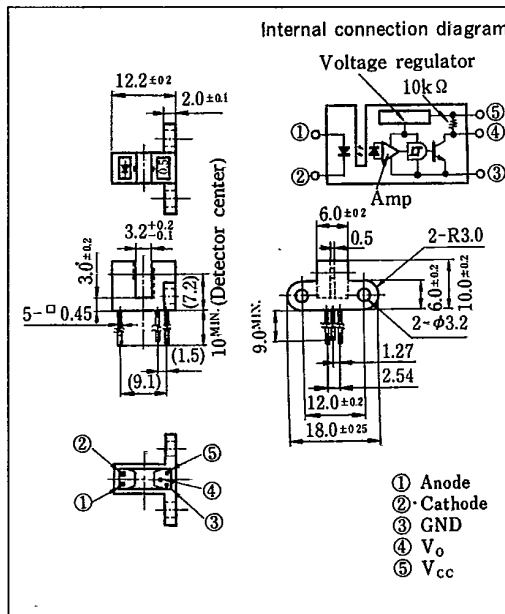 Internal connection diagram
Voltage regulator
10kΩ
12.2±0.2
2.0±0.1
①
②
⑤
④
③
Amp
0.5
6.0±0.2
0.5
2-R3.0
3.2+0.2-0.1
3.0±0.2
(7.2)
10MIN. (Detector center)
5-□0.45
(1.5)
(9.1)
9.0MIN.
6.0±0.2
10.0±0.2
2-φ3.2
1.27
2.54
12.0±0.2
18.0±0.25
②
①
⑤
④
③
① Anode
② Cathode
③ GND
④ Vo
⑤ Vcc